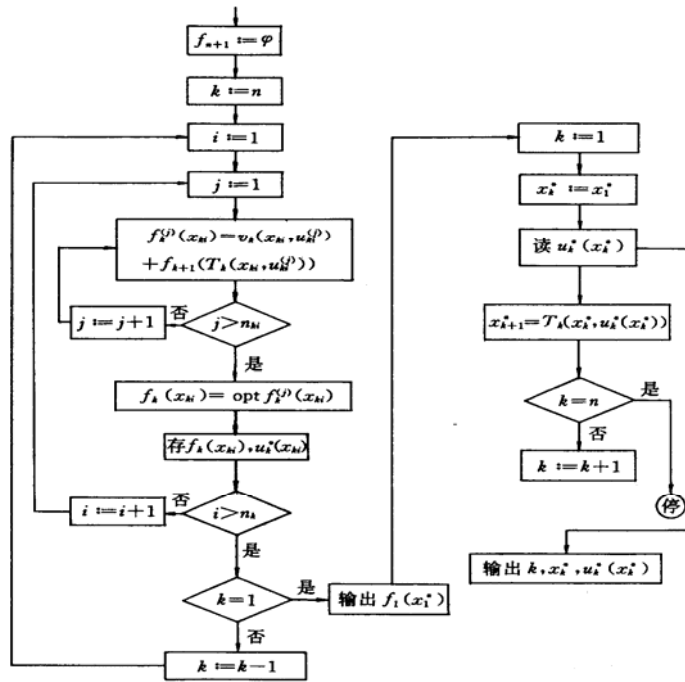 f_{n+1} := φ
k := n
i := 1
j := 1
f_k^{(j)}(x_{ki}) = v_k(x_{ki}, u_{ki}^{(j)})
+ f_{k+1}(T_k(x_{ki}, u_{ki}^{(j)}))
j > n_{ki}
否
j := j+1
是
f_k(x_{ki}) = opt f_k^{(j)}(x_{ki})
存 f_k(x_{ki}), u_k^*(x_{ki})
i > n_k
否
i := i+1
是
k = 1
是
输出 f_1(x_1^*)
否
k := k−1
k := 1
x_k^* := x_1^*
读 u_k^*(x_k^*)
x_{k+1}^* = T_k(x_k^*, u_k^*(x_k^*))
k = n
是
否
k := k+1
停
输出 k, x_k^*, u_k^*(x_k^*)